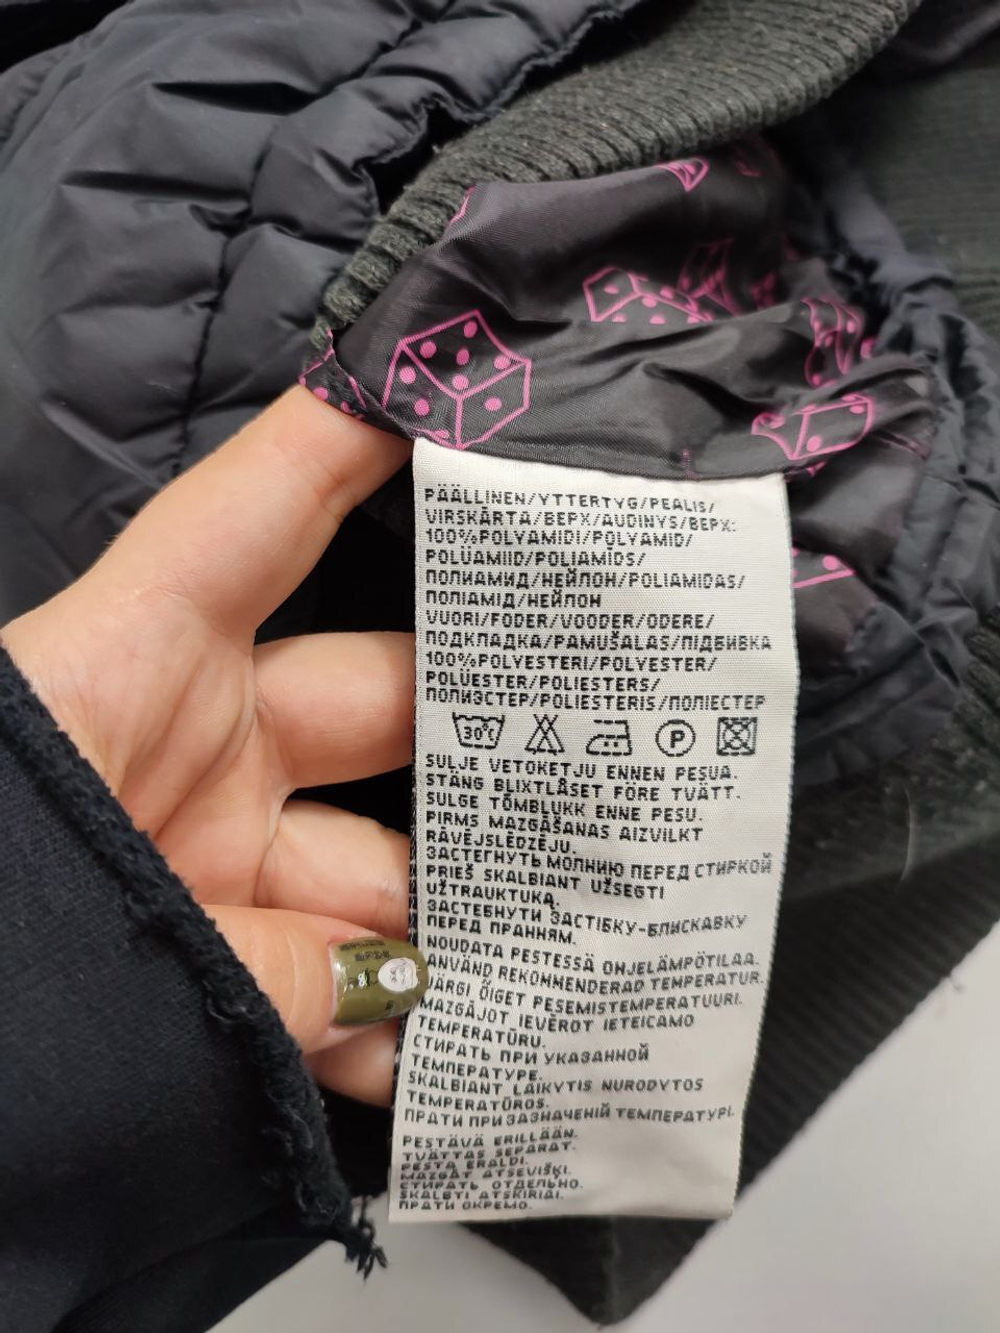 PÄÄLLINEN/YTTERTYG/PEALIS/
VIRSKĀRTA/ВЕРХ/AUDINYS/ВЕРХ:
100%POLYAMIDI/POLYAMID/
POLÜAMIID/POLIAMĪDS/
ПОЛИАМИД/НЕЙЛОН/POLIAMIDAS/
ПОЛІАМІД/НЕЙЛОН
VUORI/FODER/VOODER/ODERE/
ПОДКЛАДКА/PAMUŠALAS/ПІДБИВКА
100%POLYESTERI/POLYESTER/
POLÜESTER/POLIESTERS/
ПОЛИЭСТЕР/POLIESTERIS/ПОЛІЕСТЕР
30°C P
SULJE VETOKETJU ENNEN PESUA.
STÄNG BLIXTLÅSET FÖRE TVÄTT.
SULGE TÕMBLUKK ENNE PESU.
PIRMS MAZGĀŠANAS AIZVILKT
RĀVĒJSLĒDZĒJU.
ЗАСТЕГНУТЬ МОЛНИЮ ПЕРЕД СТИРКОЙ
PRIEŠ SKALBIANT UŽSEGTI
UŽTRAUKTUKĄ.
ЗАСТЕБНУТИ ЗАСТІБКУ-БЛИСКАВКУ
ПЕРЕД ПРАННЯМ.
NOUDATA PESTESSÄ OHJELÄMPÖTILAA.
ANVÄND REKOMMENDERAD TEMPERATUR.
JÄRGI ÕIGET PESEMISTEMPERATUURI.
MAZGĀJOT IEVĒROT IETEICAMO
TEMPERATŪRU.
СТИРАТЬ ПРИ УКАЗАННОЙ
ТЕМПЕРАТУРЕ.
SKALBIANT LAIKYTIS NURODYTOS
TEMPERATŪROS.
ПРАТИ ПРИ ЗАЗНАЧЕНІЙ ТЕМПЕРАТУРІ.
PESTÄVÄ ERILLÄÄN.
TVÄTTAS SEPARAT.
PESTA ERALDI.
MAZGĀT ATSEVIŠĶI.
СТИРАТЬ ОТДЕЛЬНО.
SKALBTI ATSKIRIAI.
ПРАТИ ОКРЕМО.